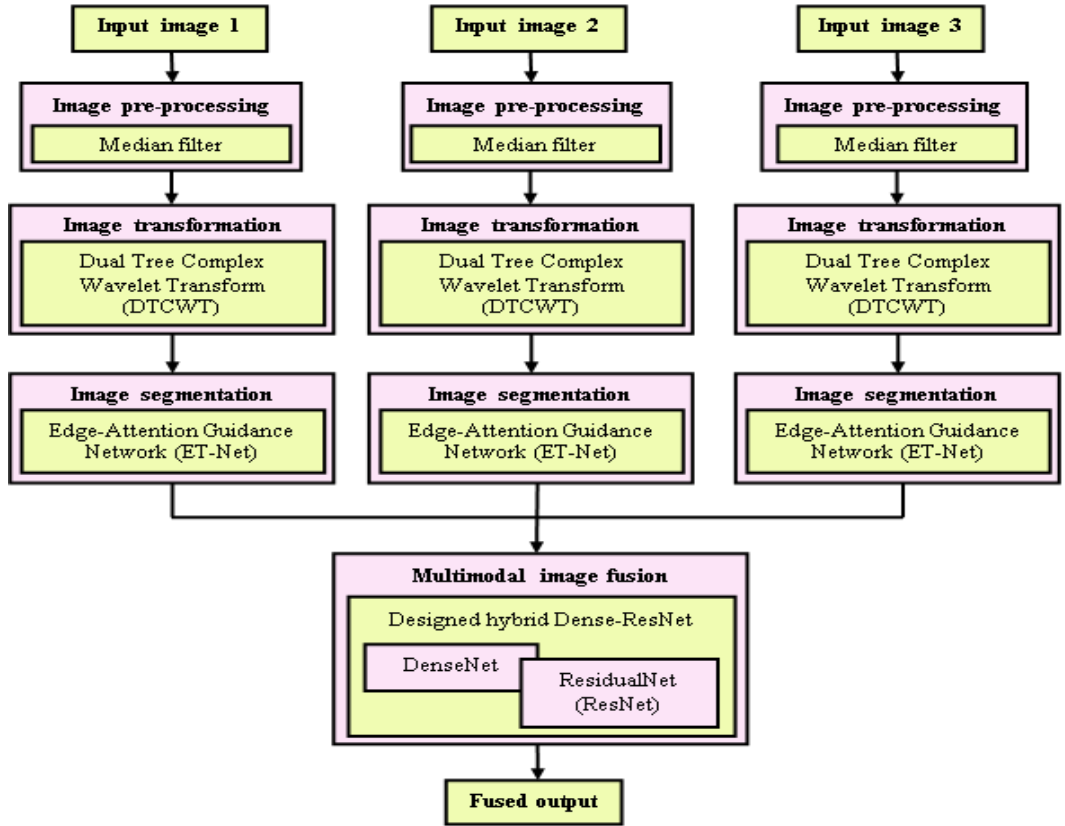 Input image 1
Input image 2
Input image 3
Image pre-processing
Median filter
Image pre-processing
Median filter
Image pre-processing
Median filter
Image transformation
Dual Tree Complex
Wavelet Transform
(DTCWT)
Image transformation
Dual Tree Complex
Wavelet Transform
(DTCWT)
Image transformation
Dual Tree Complex
Wavelet Transform
(DTCWT)
Image segmentation
Edge-Attention Guidance
Network (ET-Net)
Image segmentation
Edge-Attention Guidance
Network (ET-Net)
Image segmentation
Edge-Attention Guidance
Network (ET-Net)
Multimodal image fusion
Designed hybrid Dense-ResNet
DenseNet
ResidualNet
(ResNet)
Fused output